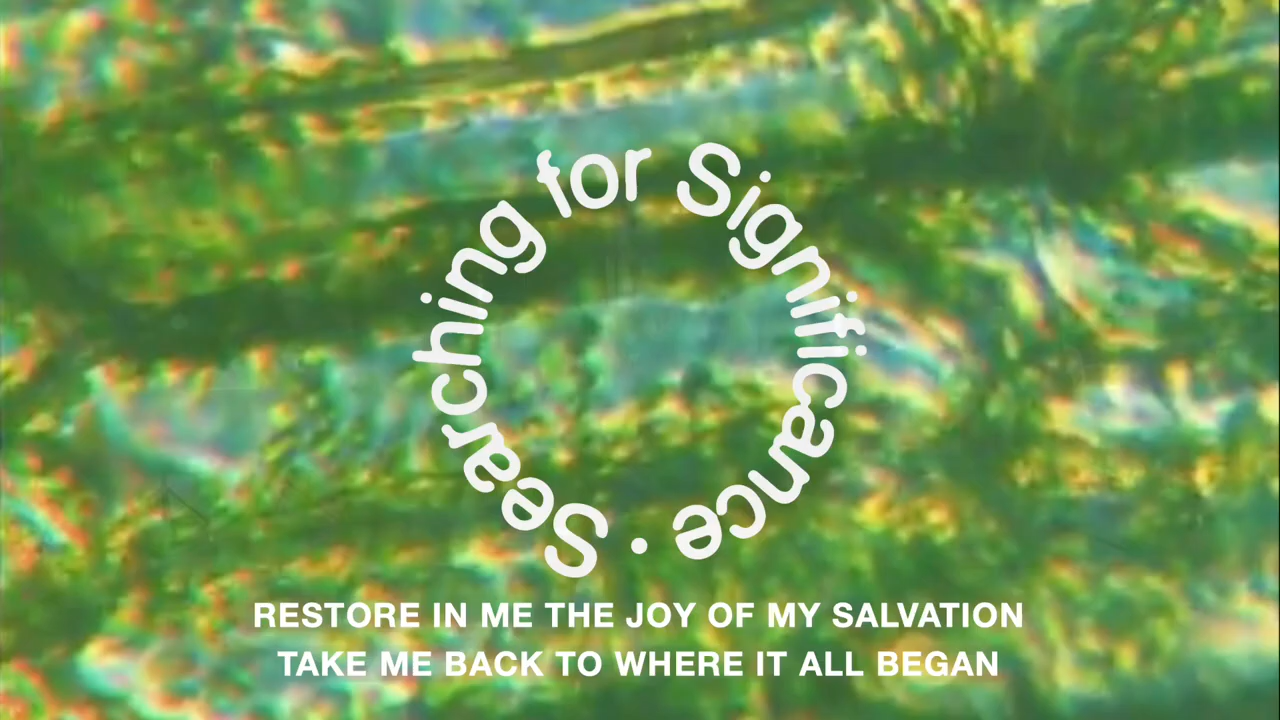 Searching for Significance •
RESTORE IN ME THE JOY OF MY SALVATION
TAKE ME BACK TO WHERE IT ALL BEGAN